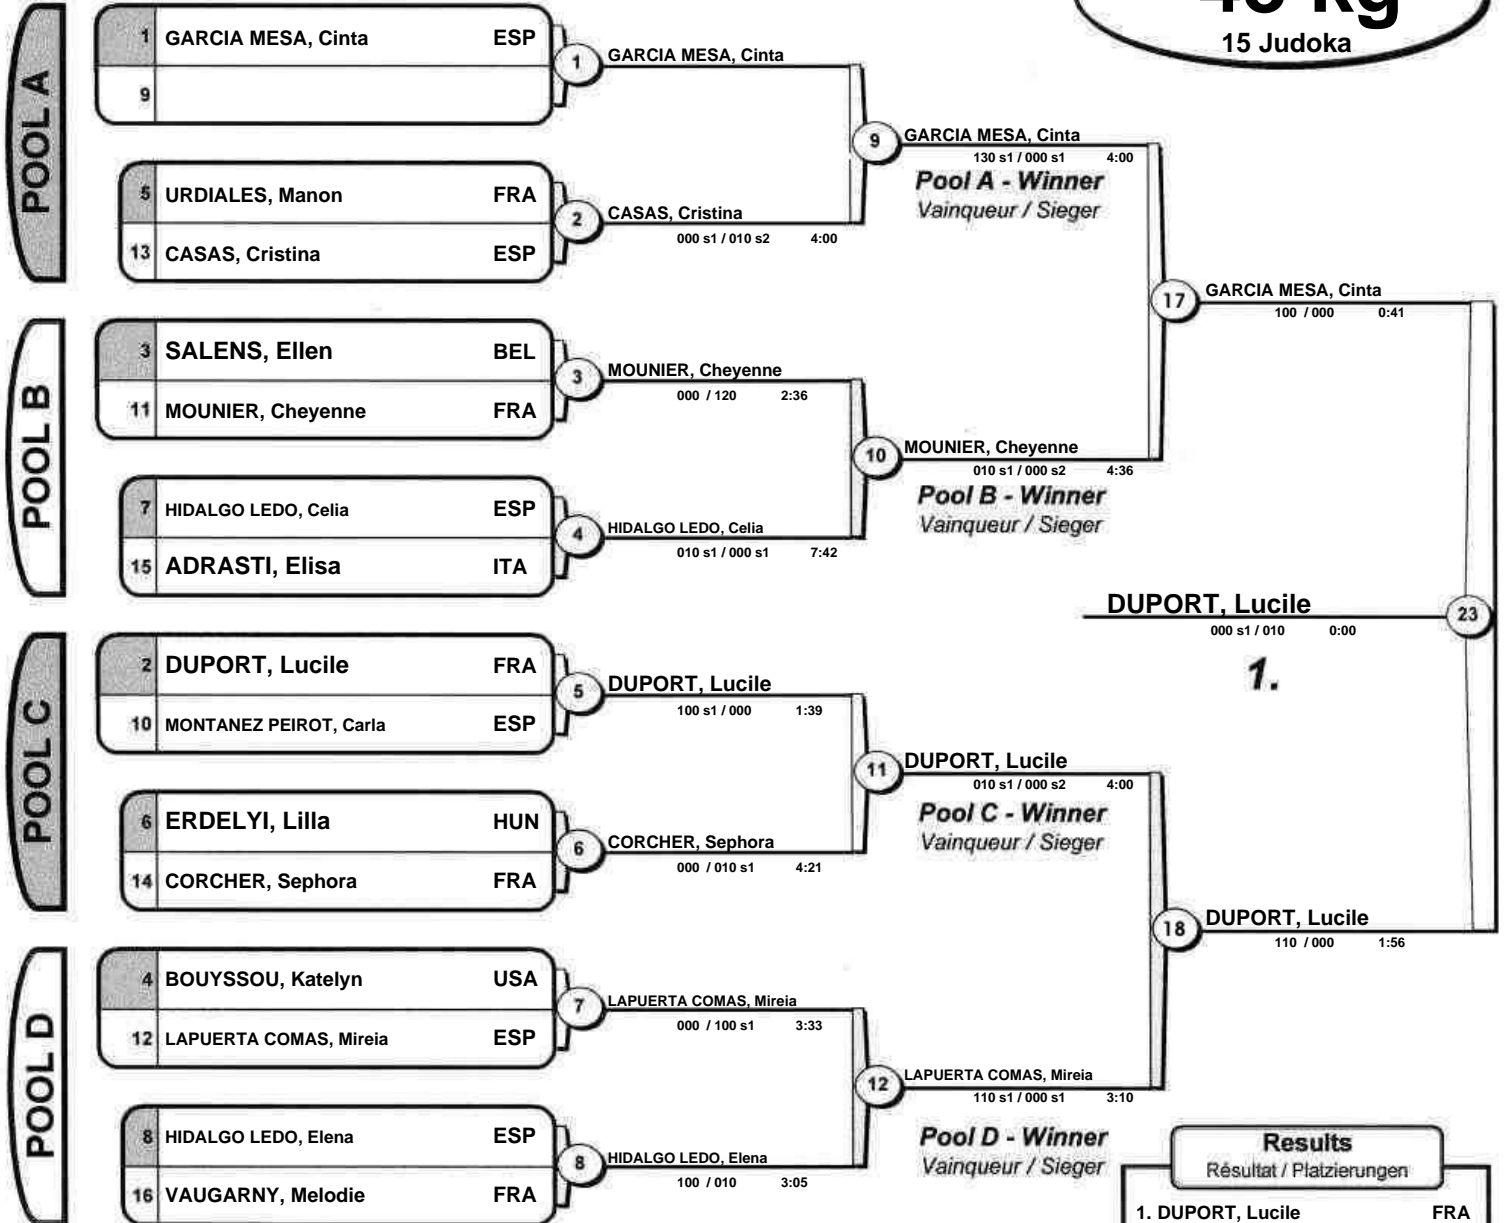 48 kg
15 Judoka
POOL A
1 GARCIA MESA, Cinta ESP
9
5 URDIALES, Manon FRA
13 CASAS, Cristina ESP
1
GARCIA MESA, Cinta
2
CASAS, Cristina
000 s1 / 010 s2 4:00
9
GARCIA MESA, Cinta
130 s1 / 000 s1 4:00
Pool A - Winner
Vainqueur / Sieger
POOL B
3 SALENS, Ellen BEL
11 MOUNIER, Cheyenne FRA
7 HIDALGO LEDO, Celia ESP
15 ADRASTI, Elisa ITA
3
MOUNIER, Cheyenne
000 / 120 2:36
4
HIDALGO LEDO, Celia
010 s1 / 000 s1 7:42
10
MOUNIER, Cheyenne
010 s1 / 000 s2 4:36
Pool B - Winner
Vainqueur / Sieger
17
GARCIA MESA, Cinta
100 / 000 0:41
POOL C
2 DUPORT, Lucile FRA
10 MONTANEZ PEIROT, Carla ESP
6 ERDELYI, Lilla HUN
14 CORCHER, Sephora FRA
5
DUPORT, Lucile
100 s1 / 000 1:39
6
CORCHER, Sephora
000 / 010 s1 4:21
11
DUPORT, Lucile
010 s1 / 000 s2 4:00
Pool C - Winner
Vainqueur / Sieger
POOL D
4 BOUYSSOU, Katelyn USA
12 LAPUERTA COMAS, Mireia ESP
8 HIDALGO LEDO, Elena ESP
16 VAUGARNY, Melodie FRA
7
LAPUERTA COMAS, Mireia
000 / 100 s1 3:33
8
HIDALGO LEDO, Elena
100 / 010 3:05
12
LAPUERTA COMAS, Mireia
110 s1 / 000 s1 3:10
Pool D - Winner
Vainqueur / Sieger
18
DUPORT, Lucile
110 / 000 1:56
23
DUPORT, Lucile
000 s1 / 010 0:00
1.
Results
Résultat / Platzierungen
1. DUPORT, Lucile FRA